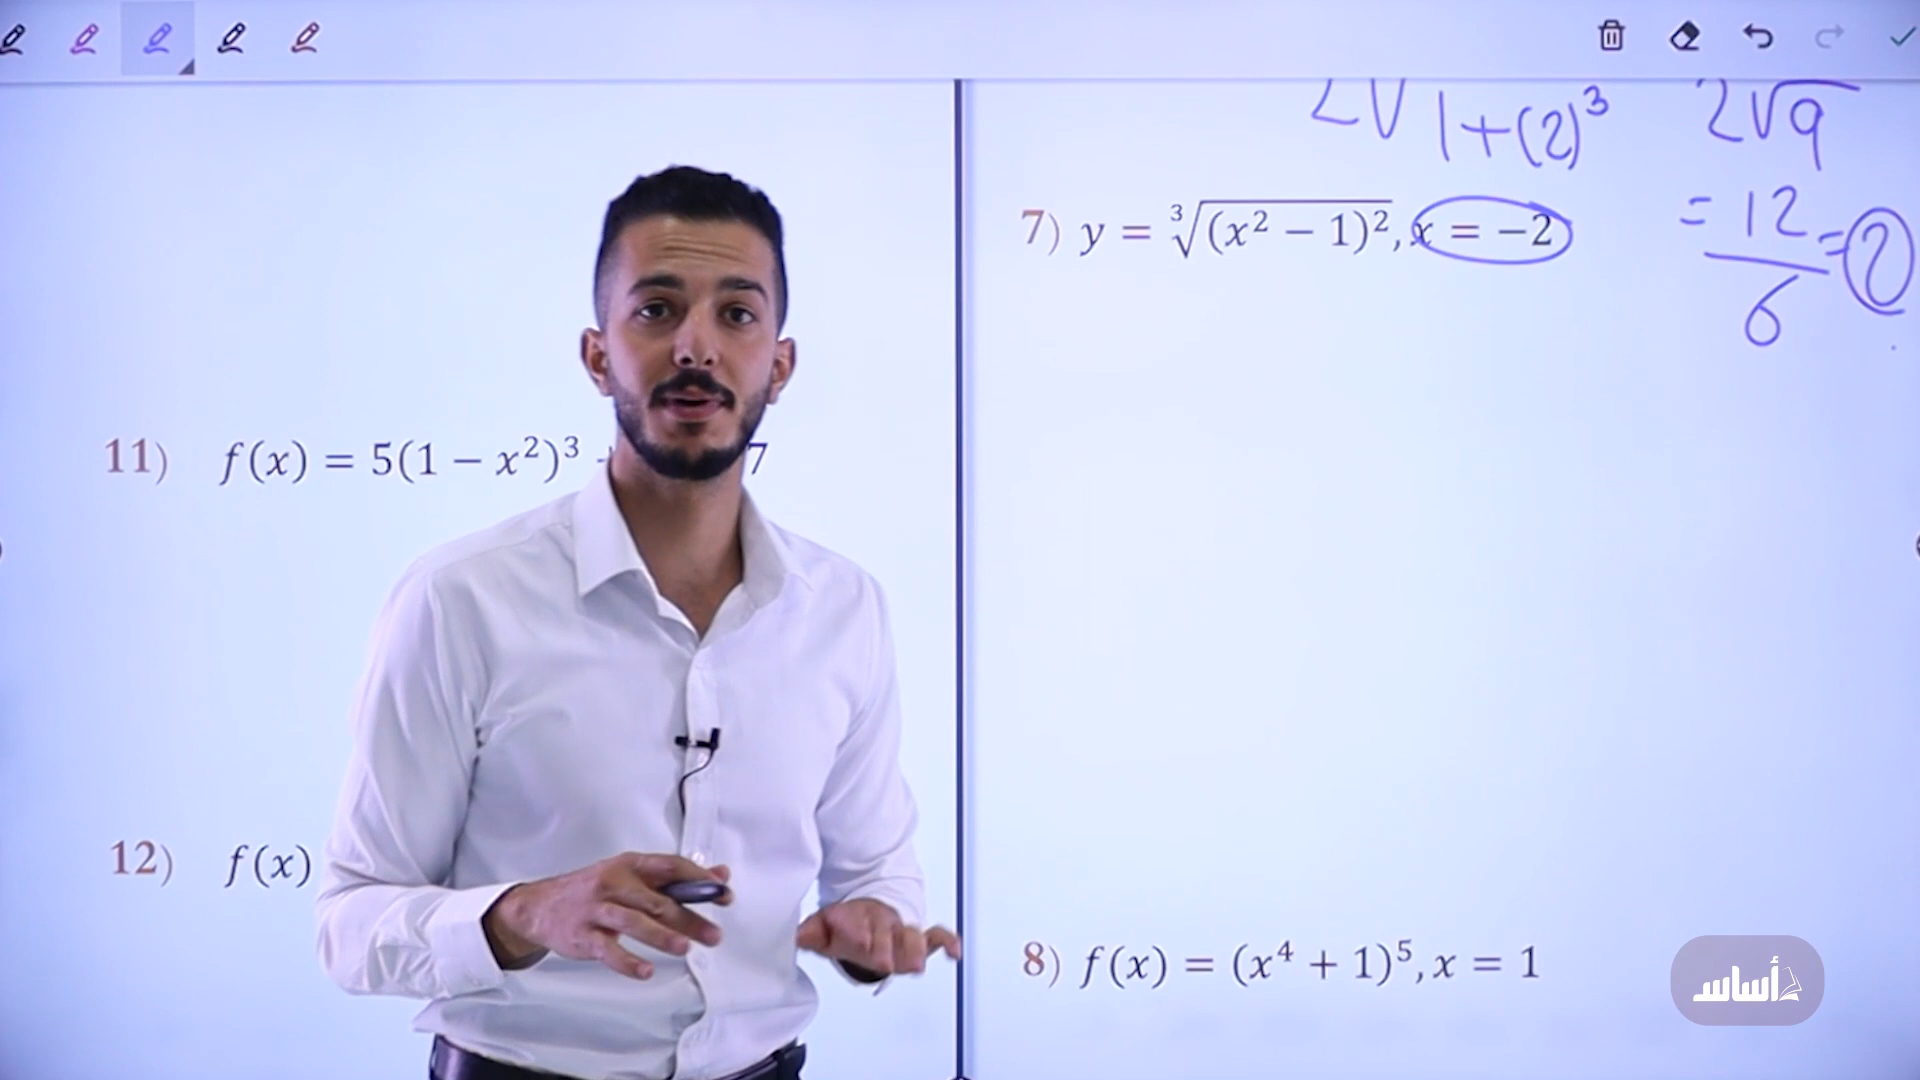 11) f(x) = 5(1 − x²)³ 7
12) f(x)
2√ 1+(2)³ 2√9
= 12/6 = 2
7) y = ∛(x² − 1)², x = −2
8) f(x) = (x⁴ + 1)⁵, x = 1
أساس